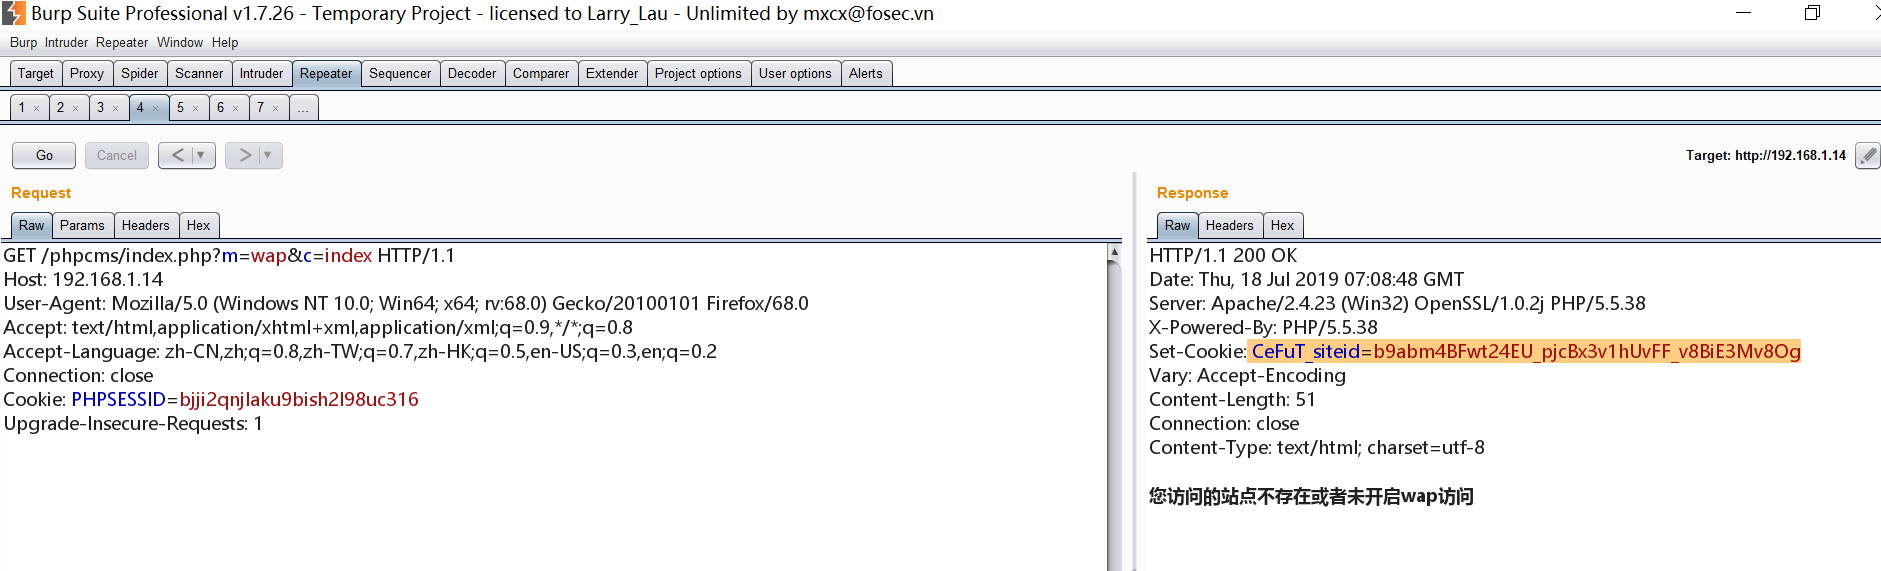 Burp Suite Professional v1.7.26 - Temporary Project - licensed to Larry_Lau - Unlimited by mxcx@fosec.vn
Burp Intruder Repeater Window Help
Target Proxy Spider Scanner Intruder Repeater Sequencer Decoder Comparer Extender Project options User options Alerts
1 × 2 × 3 × 4 × 5 × 6 × 7 × ...
Go Cancel < ▼ > ▼ Target: http://192.168.1.14
Request
Raw Params Headers Hex
GET /phpcms/index.php?m=wap&c=index HTTP/1.1
Host: 192.168.1.14
User-Agent: Mozilla/5.0 (Windows NT 10.0; Win64; x64; rv:68.0) Gecko/20100101 Firefox/68.0
Accept: text/html,application/xhtml+xml,application/xml;q=0.9,*/*;q=0.8
Accept-Language: zh-CN,zh;q=0.8,zh-TW;q=0.7,zh-HK;q=0.5,en-US;q=0.3,en;q=0.2
Connection: close
Cookie: PHPSESSID=bjji2qnjlaku9bish2l98uc316
Upgrade-Insecure-Requests: 1
Response
Raw Headers Hex
HTTP/1.1 200 OK
Date: Thu, 18 Jul 2019 07:08:48 GMT
Server: Apache/2.4.23 (Win32) OpenSSL/1.0.2j PHP/5.5.38
X-Powered-By: PHP/5.5.38
Set-Cookie: CeFuT_siteid=b9abm4BFwt24EU_pjcBx3v1hUvFF_v8BiE3Mv8Og
Vary: Accept-Encoding
Content-Length: 51
Connection: close
Content-Type: text/html; charset=utf-8
您访问的站点不存在或者未开启wap访问